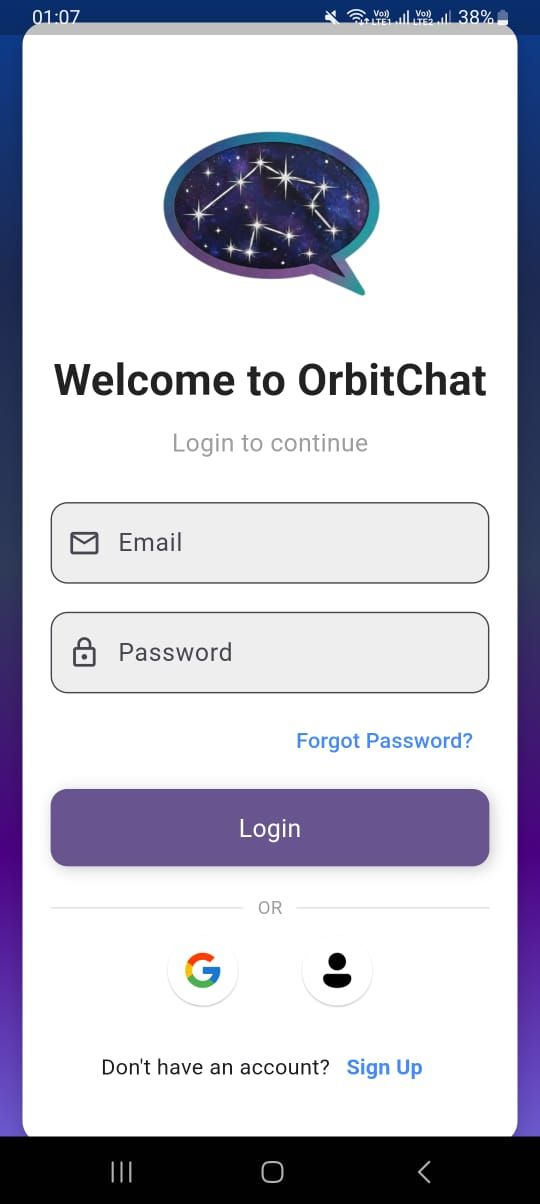 01:07 Vo)) LTE1 Vo)) LTE2 38%
Welcome to OrbitChat
Login to continue
Email
Password
Forgot Password?
Login
OR
Don't have an account? Sign Up